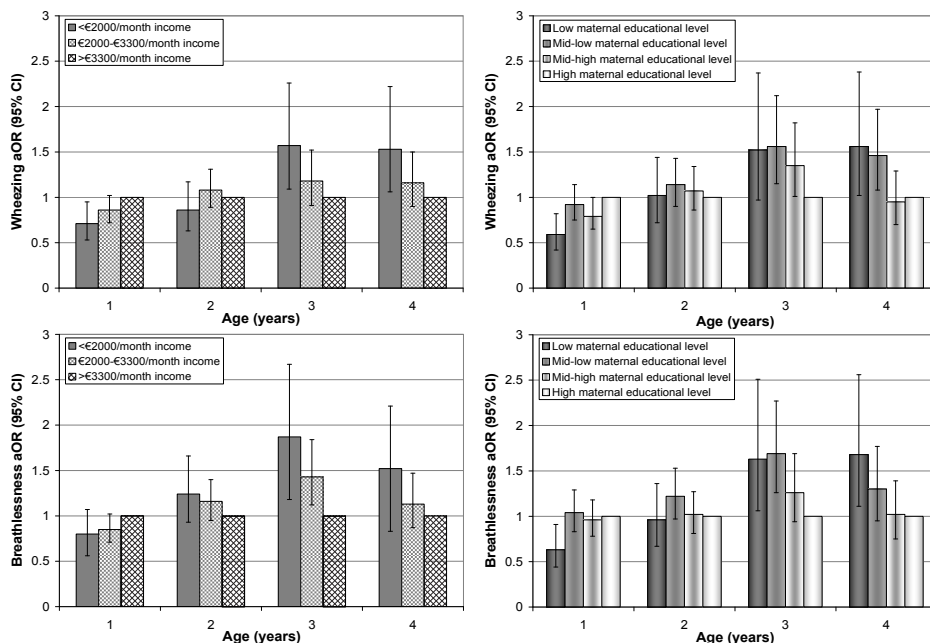 Wheezing aOR (95% CI)
3
2.5
2
1.5
1
0.5
0
<€2000/month income
€2000-€3300/month income
>€3300/month income
1 2 3 4
Age (years)
Wheezing aOR (95% CI)
3
2.5
2
1.5
1
0.5
0
Low maternal educational level
Mid-low maternal educational level
Mid-high maternal educational level
High maternal educational level
1 2 3 4
Age (years)
Breathlessness aOR (95% CI)
3
2.5
2
1.5
1
0.5
0
<€2000/month income
€2000-€3300/month income
>€3300/month income
1 2 3 4
Age (years)
Breathlessness aOR (95% CI)
3
2.5
2
1.5
1
0.5
0
Low maternal educational level
Mid-low maternal educational level
Mid-high maternal educational level
High maternal educational level
1 2 3 4
Age (years)